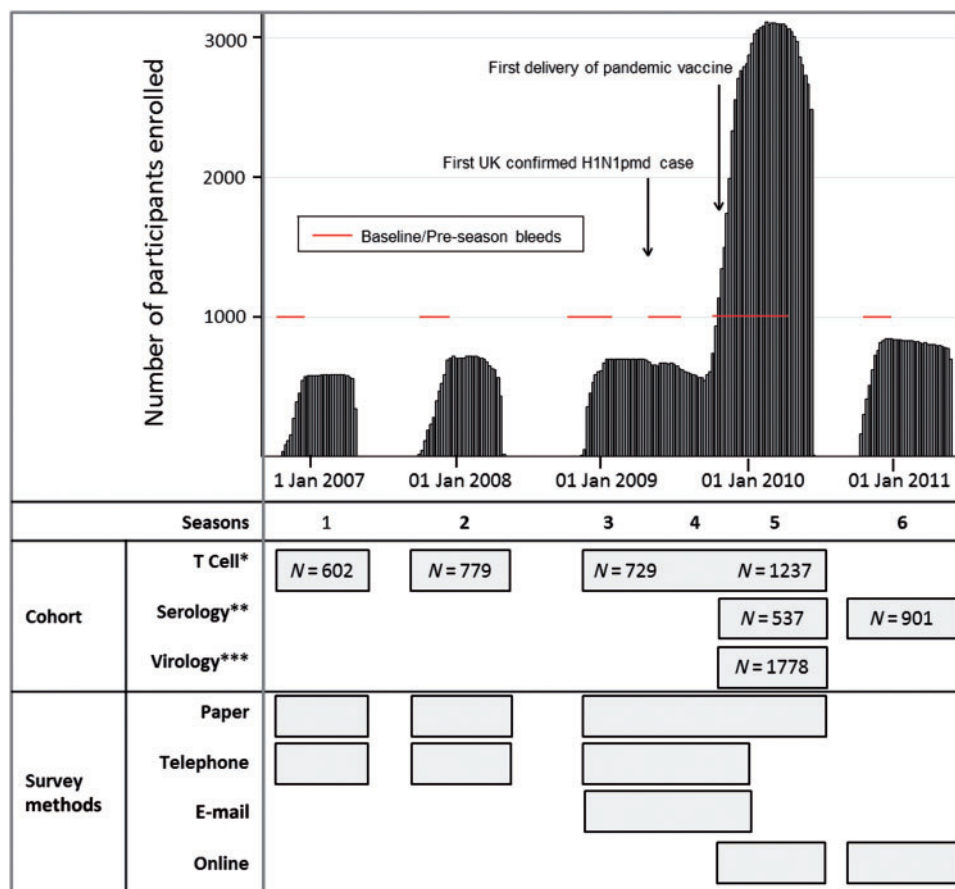 Number of participants enrolled
3000
2000
1000
First delivery of pandemic vaccine
First UK confirmed H1N1pmd case
Baseline/Pre-season bleeds
1 Jan 2007 01 Jan 2008 01 Jan 2009 01 Jan 2010 01 Jan 2011
Seasons 1 2 3 4 5 6
Cohort
T Cell* N = 602 N = 779 N = 729 N = 1237
Serology** N = 537 N = 901
Virology*** N = 1778
Survey methods
Paper
Telephone
E-mail
Online